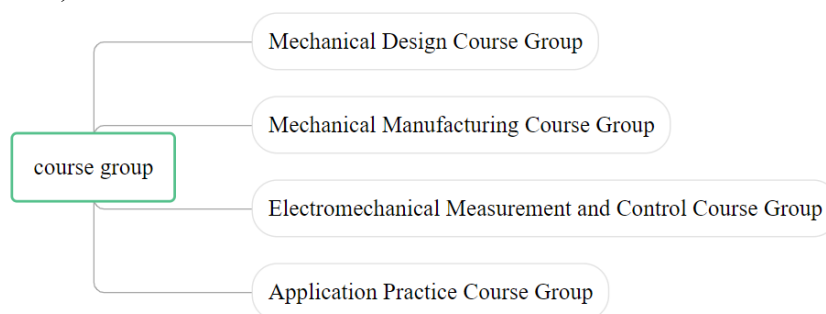 Mechanical Design Course Group
Mechanical Manufacturing Course Group
course group
Electromechanical Measurement and Control Course Group
Application Practice Course Group